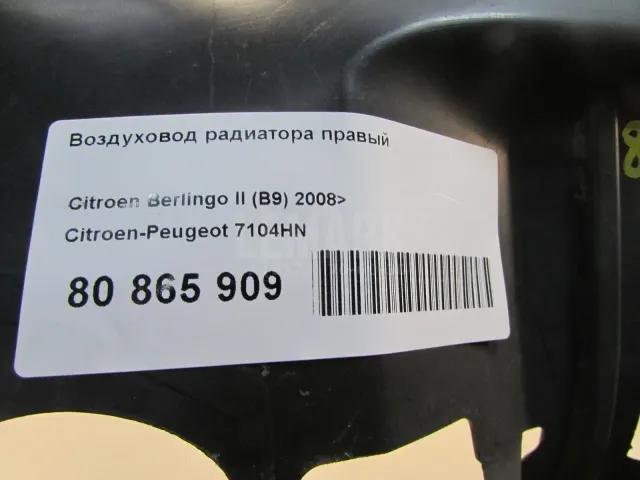 Воздуховод радиатора правый
Citroen Berlingo II (B9) 2008>
Citroen-Peugeot 7104HN
80 865 909